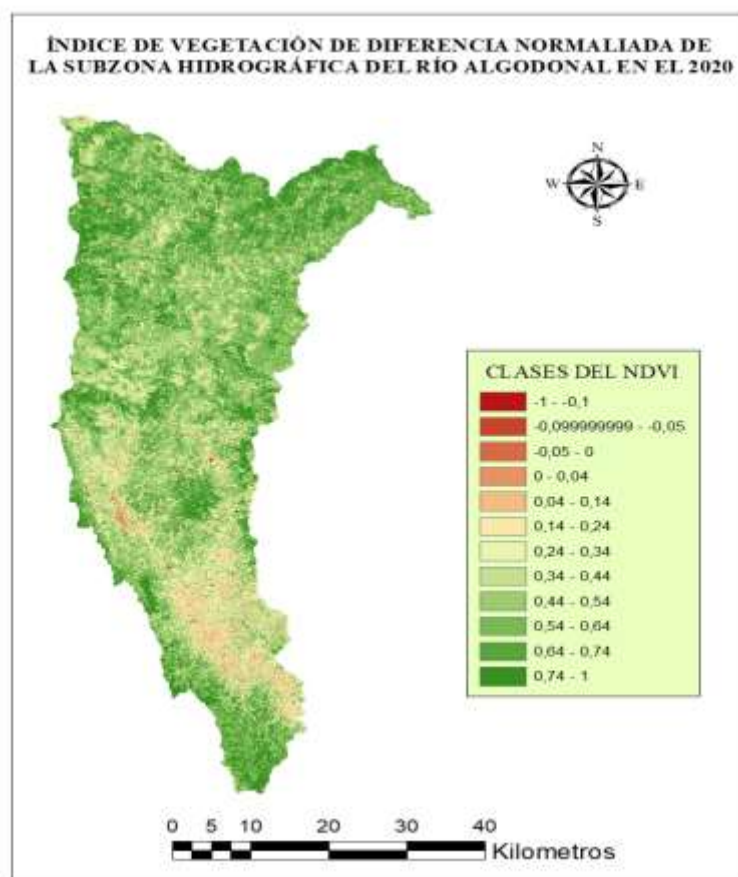 ÍNDICE DE VEGETACIÓN DE DIFERENCIA NORMALIADA DE
LA SUBZONA HIDROGRÁFICA DEL RÍO ALGODONAL EN EL 2020
N
W E
S
CLASES DEL NDVI
-1 - -0,1
-0,099999999 - -0,05
-0,05 - 0
0 - 0,04
0,04 - 0,14
0,14 - 0,24
0,24 - 0,34
0,34 - 0,44
0,44 - 0,54
0,54 - 0,64
0,64 - 0,74
0,74 - 1
0 5 10 20 30 40
Kilometros